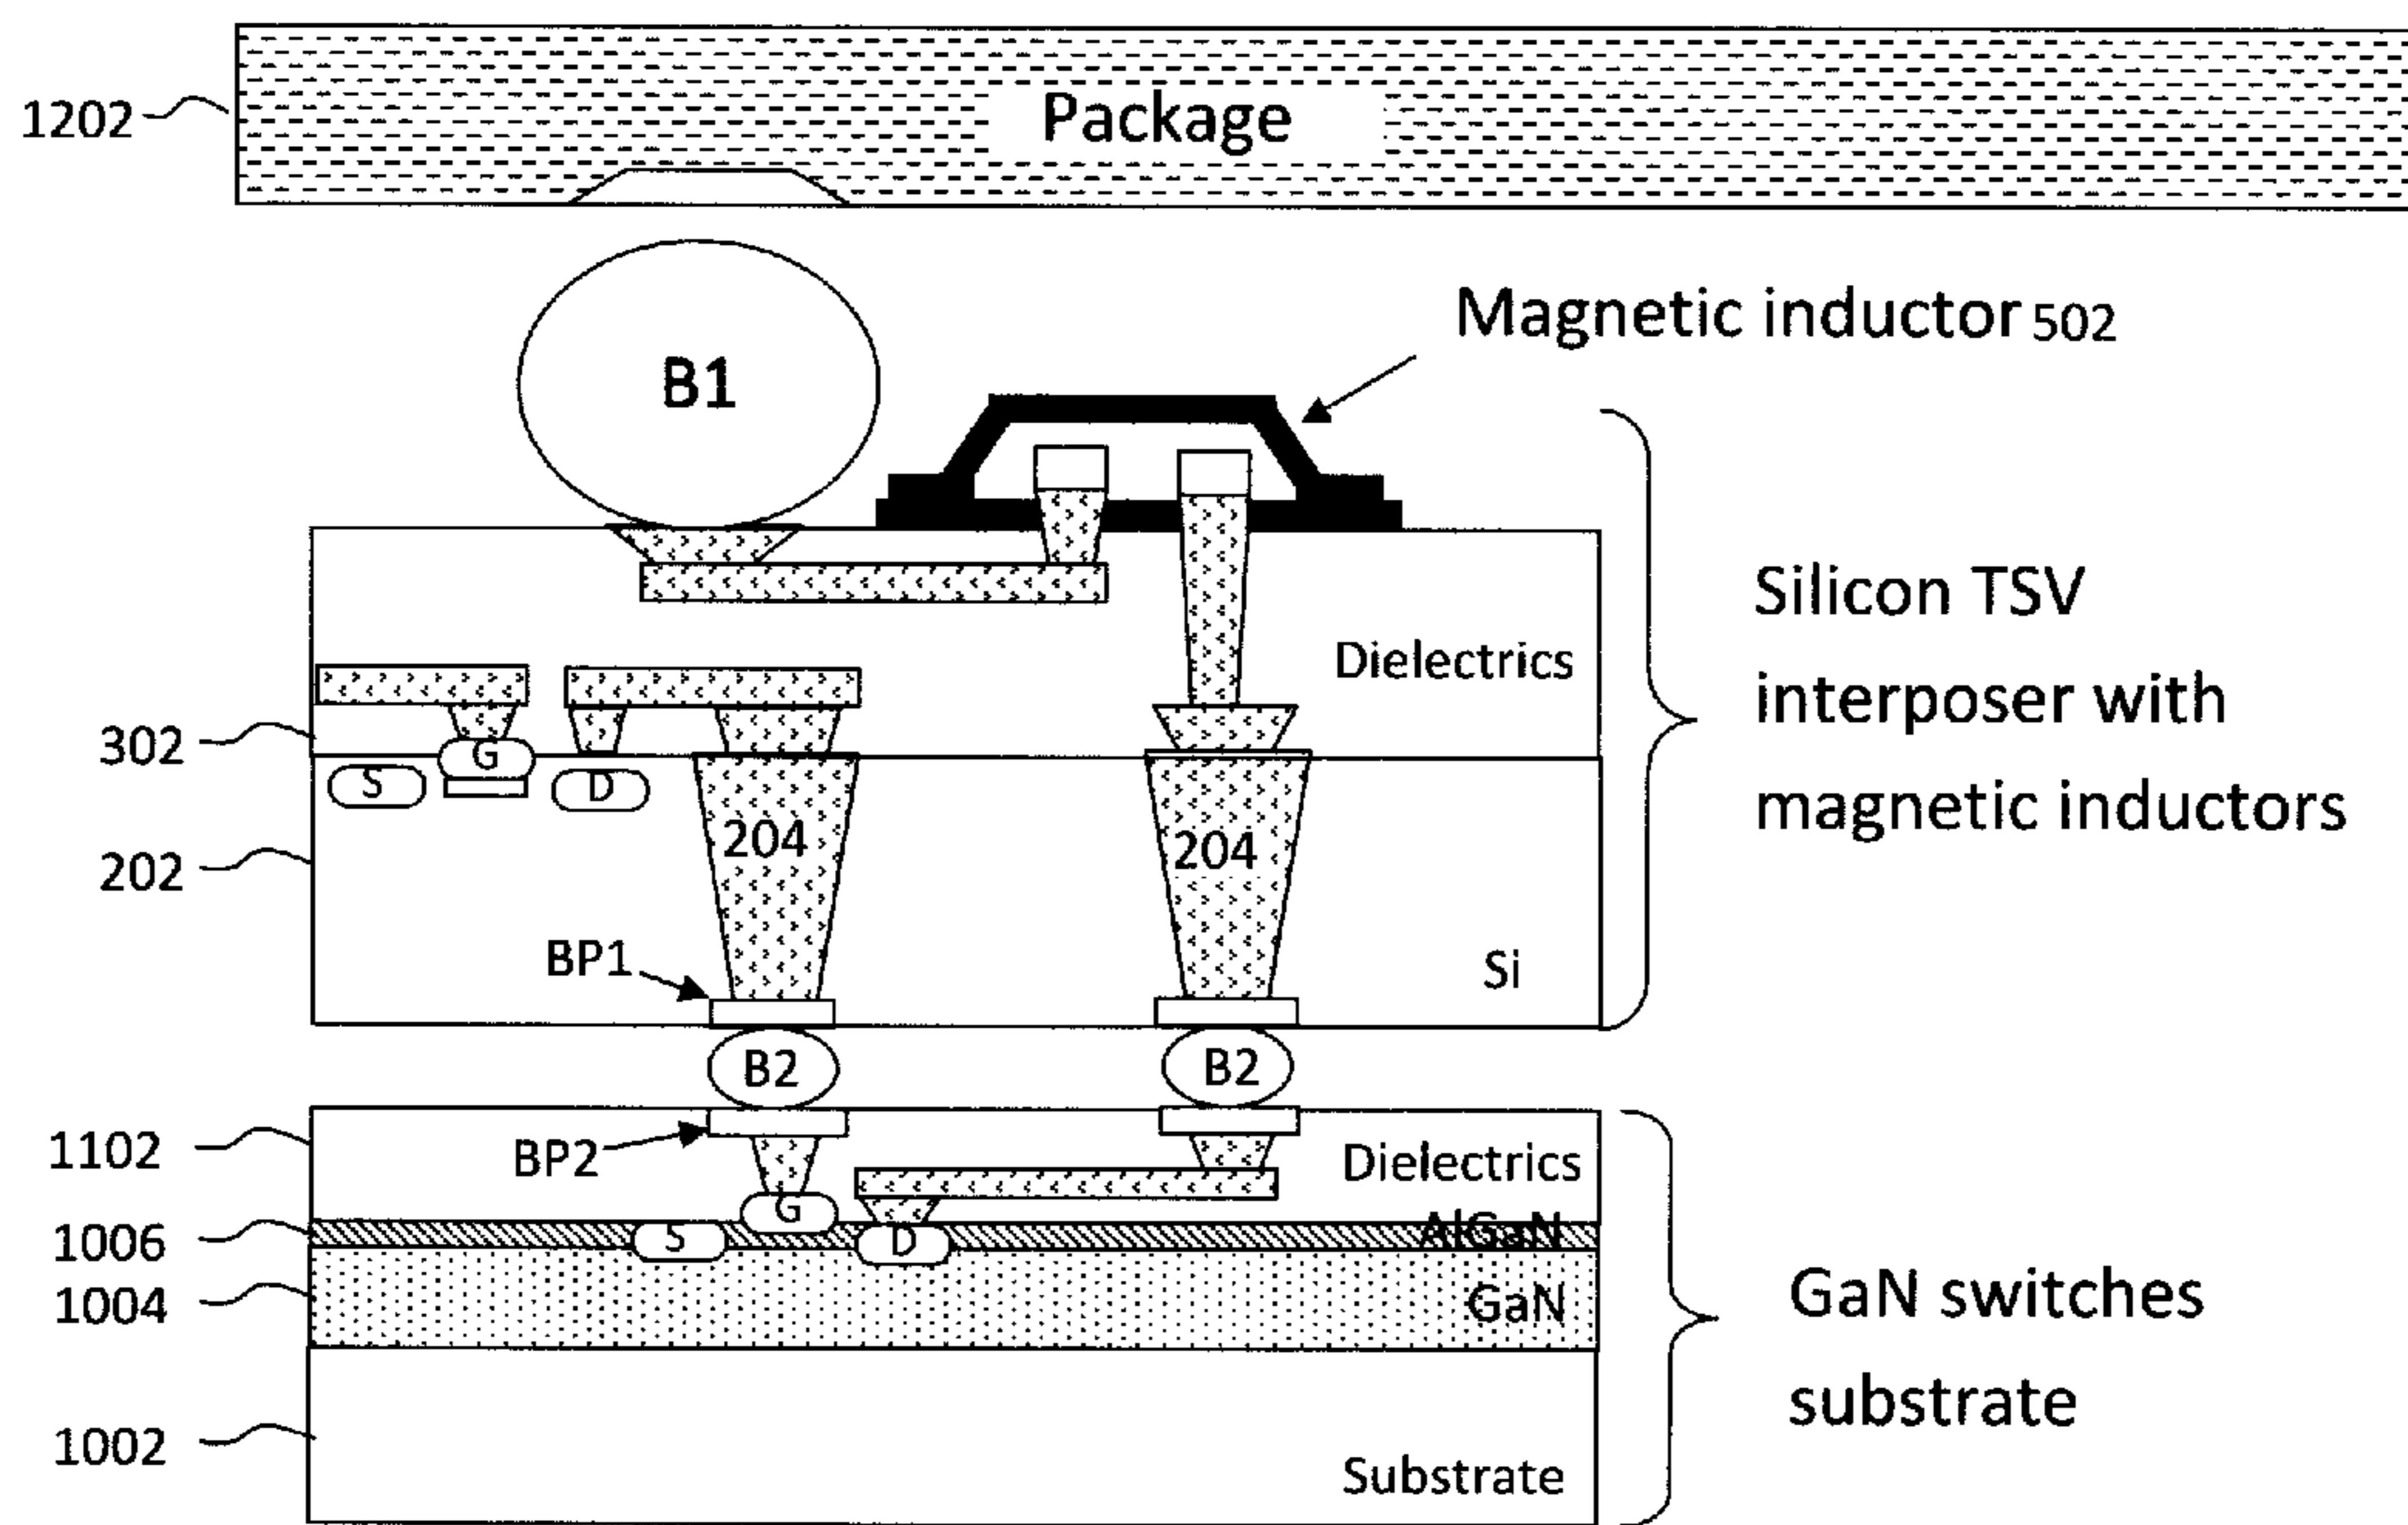 1202
Package
Magnetic inductor 502
B1
Silicon TSV
interposer with
magnetic inductors
Dielectrics
302
G
S
D
202
204
204
BP1
Si
B2
B2
1102
BP2
Dielectrics
G
1006
S
D
AlGaN
1004
GaN
GaN switches
substrate
1002
Substrate